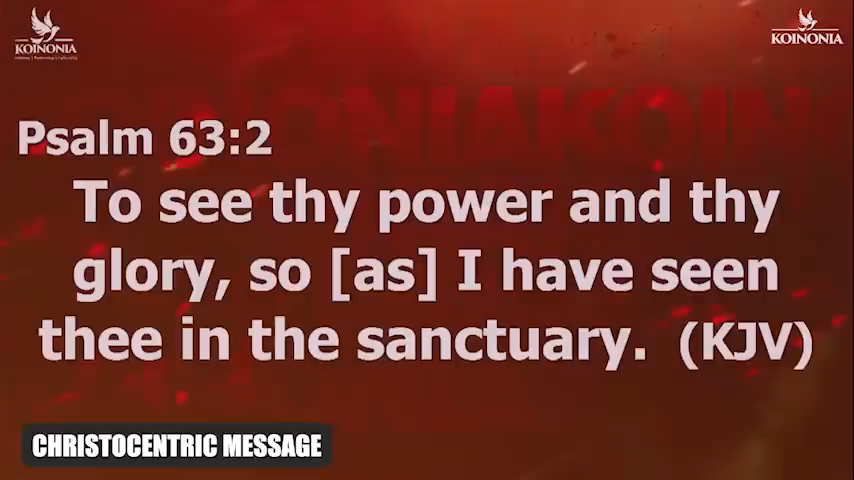 KOINONIA
KOINONIA
Psalm 63:2
To see thy power and thy
glory, so [as] I have seen
thee in the sanctuary. (KJV)
CHRISTOCENTRIC MESSAGE